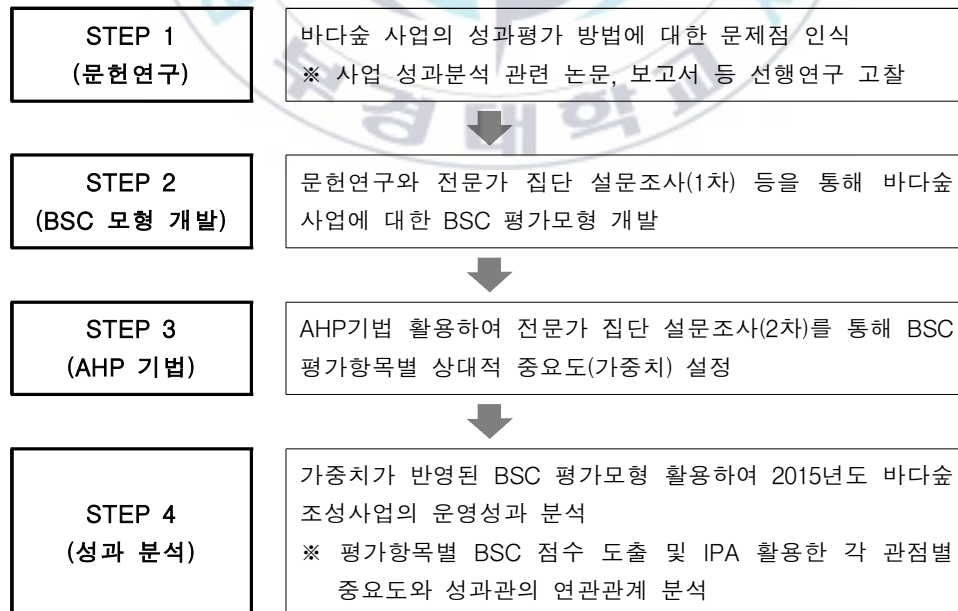 STEP 1
(문헌연구)
바다숲 사업의 성과평가 방법에 대한 문제점 인식
※ 사업 성과분석 관련 논문, 보고서 등 선행연구 고찰
부경대학교
STEP 2
(BSC 모형 개발)
문헌연구와 전문가 집단 설문조사(1차) 등을 통해 바다숲
사업에 대한 BSC 평가모형 개발
STEP 3
(AHP 기법)
AHP기법 활용하여 전문가 집단 설문조사(2차)를 통해 BSC
평가항목별 상대적 중요도(가중치) 설정
STEP 4
(성과 분석)
가중치가 반영된 BSC 평가모형 활용하여 2015년도 바다숲
조성사업의 운영성과 분석
※ 평가항목별 BSC 점수 도출 및 IPA 활용한 각 관점별
중요도와 성과관의 연관관계 분석